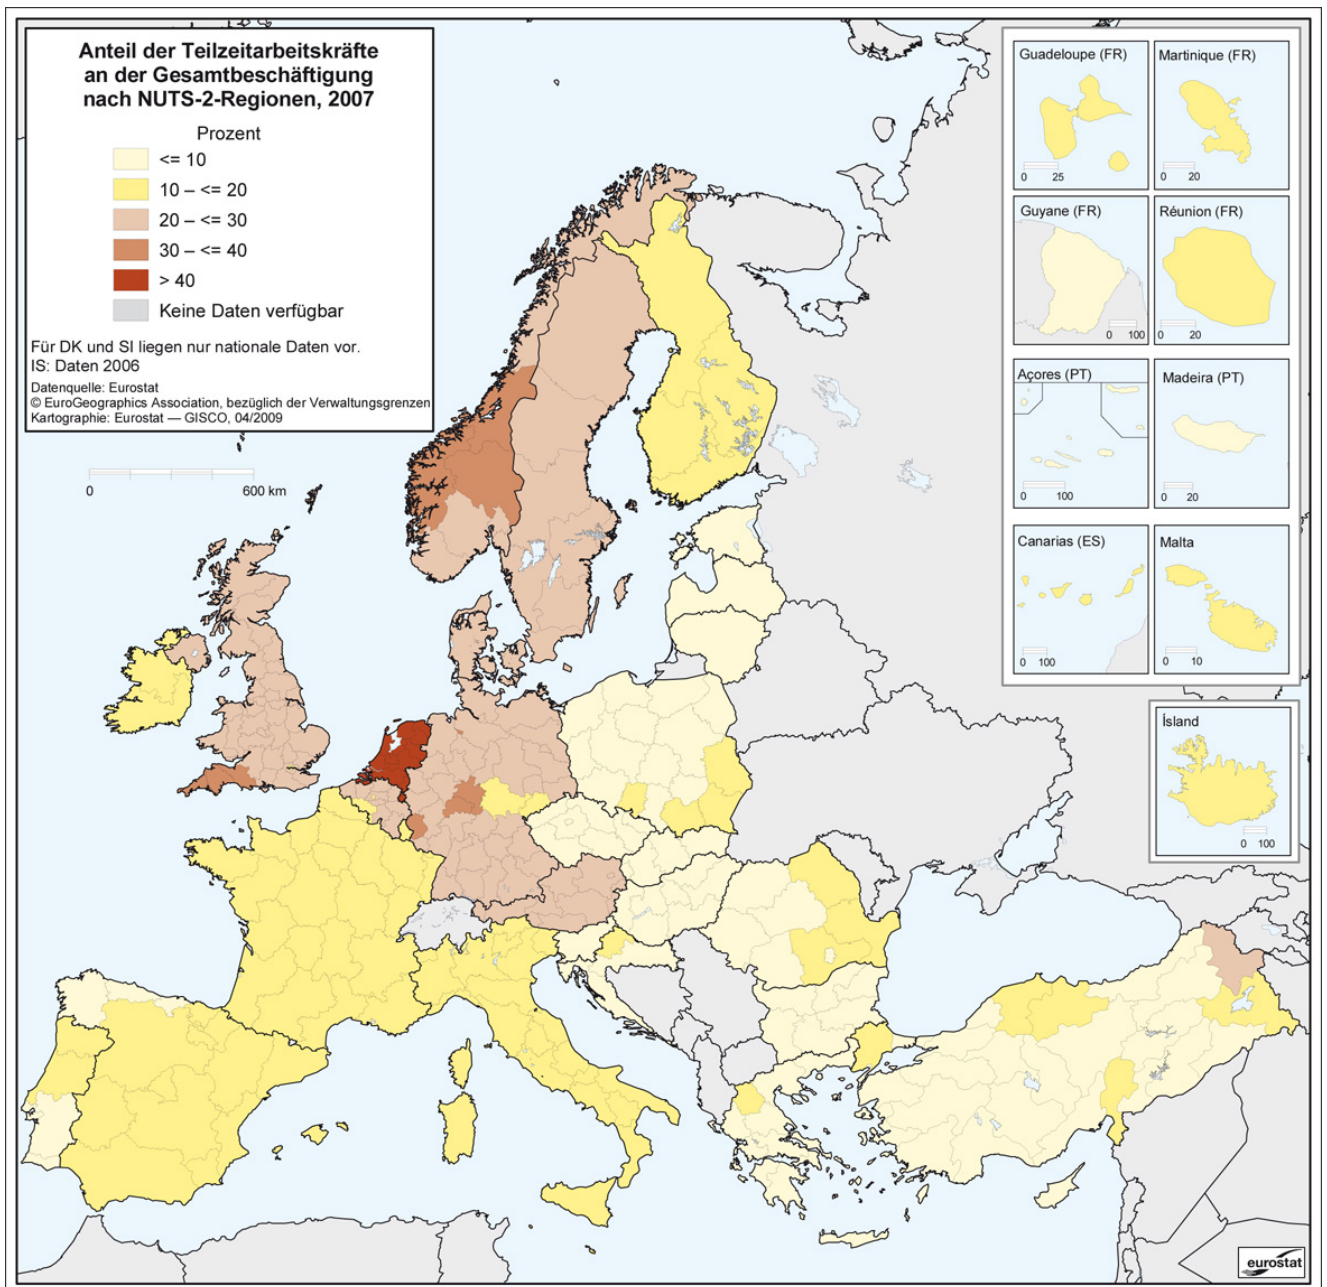 Anteil der Teilzeitarbeitskräfte
an der Gesamtbeschäftigung
nach NUTS-2-Regionen, 2007
Prozent
<= 10
10 – <= 20
20 – <= 30
30 – <= 40
> 40
Keine Daten verfügbar
Für DK und SI liegen nur nationale Daten vor.
IS: Daten 2006
Datenquelle: Eurostat
© EuroGeographics Association, bezüglich der Verwaltungsgrenzen
Kartographie: Eurostat — GISCO, 04/2009
0 600 km
Guadeloupe (FR)
0 25
Martinique (FR)
0 20
Guyane (FR)
0 100
Réunion (FR)
0 20
Açores (PT)
0 100
Madeira (PT)
0 20
Canarias (ES)
0 100
Malta
0 10
Ísland
0 100
eurostat